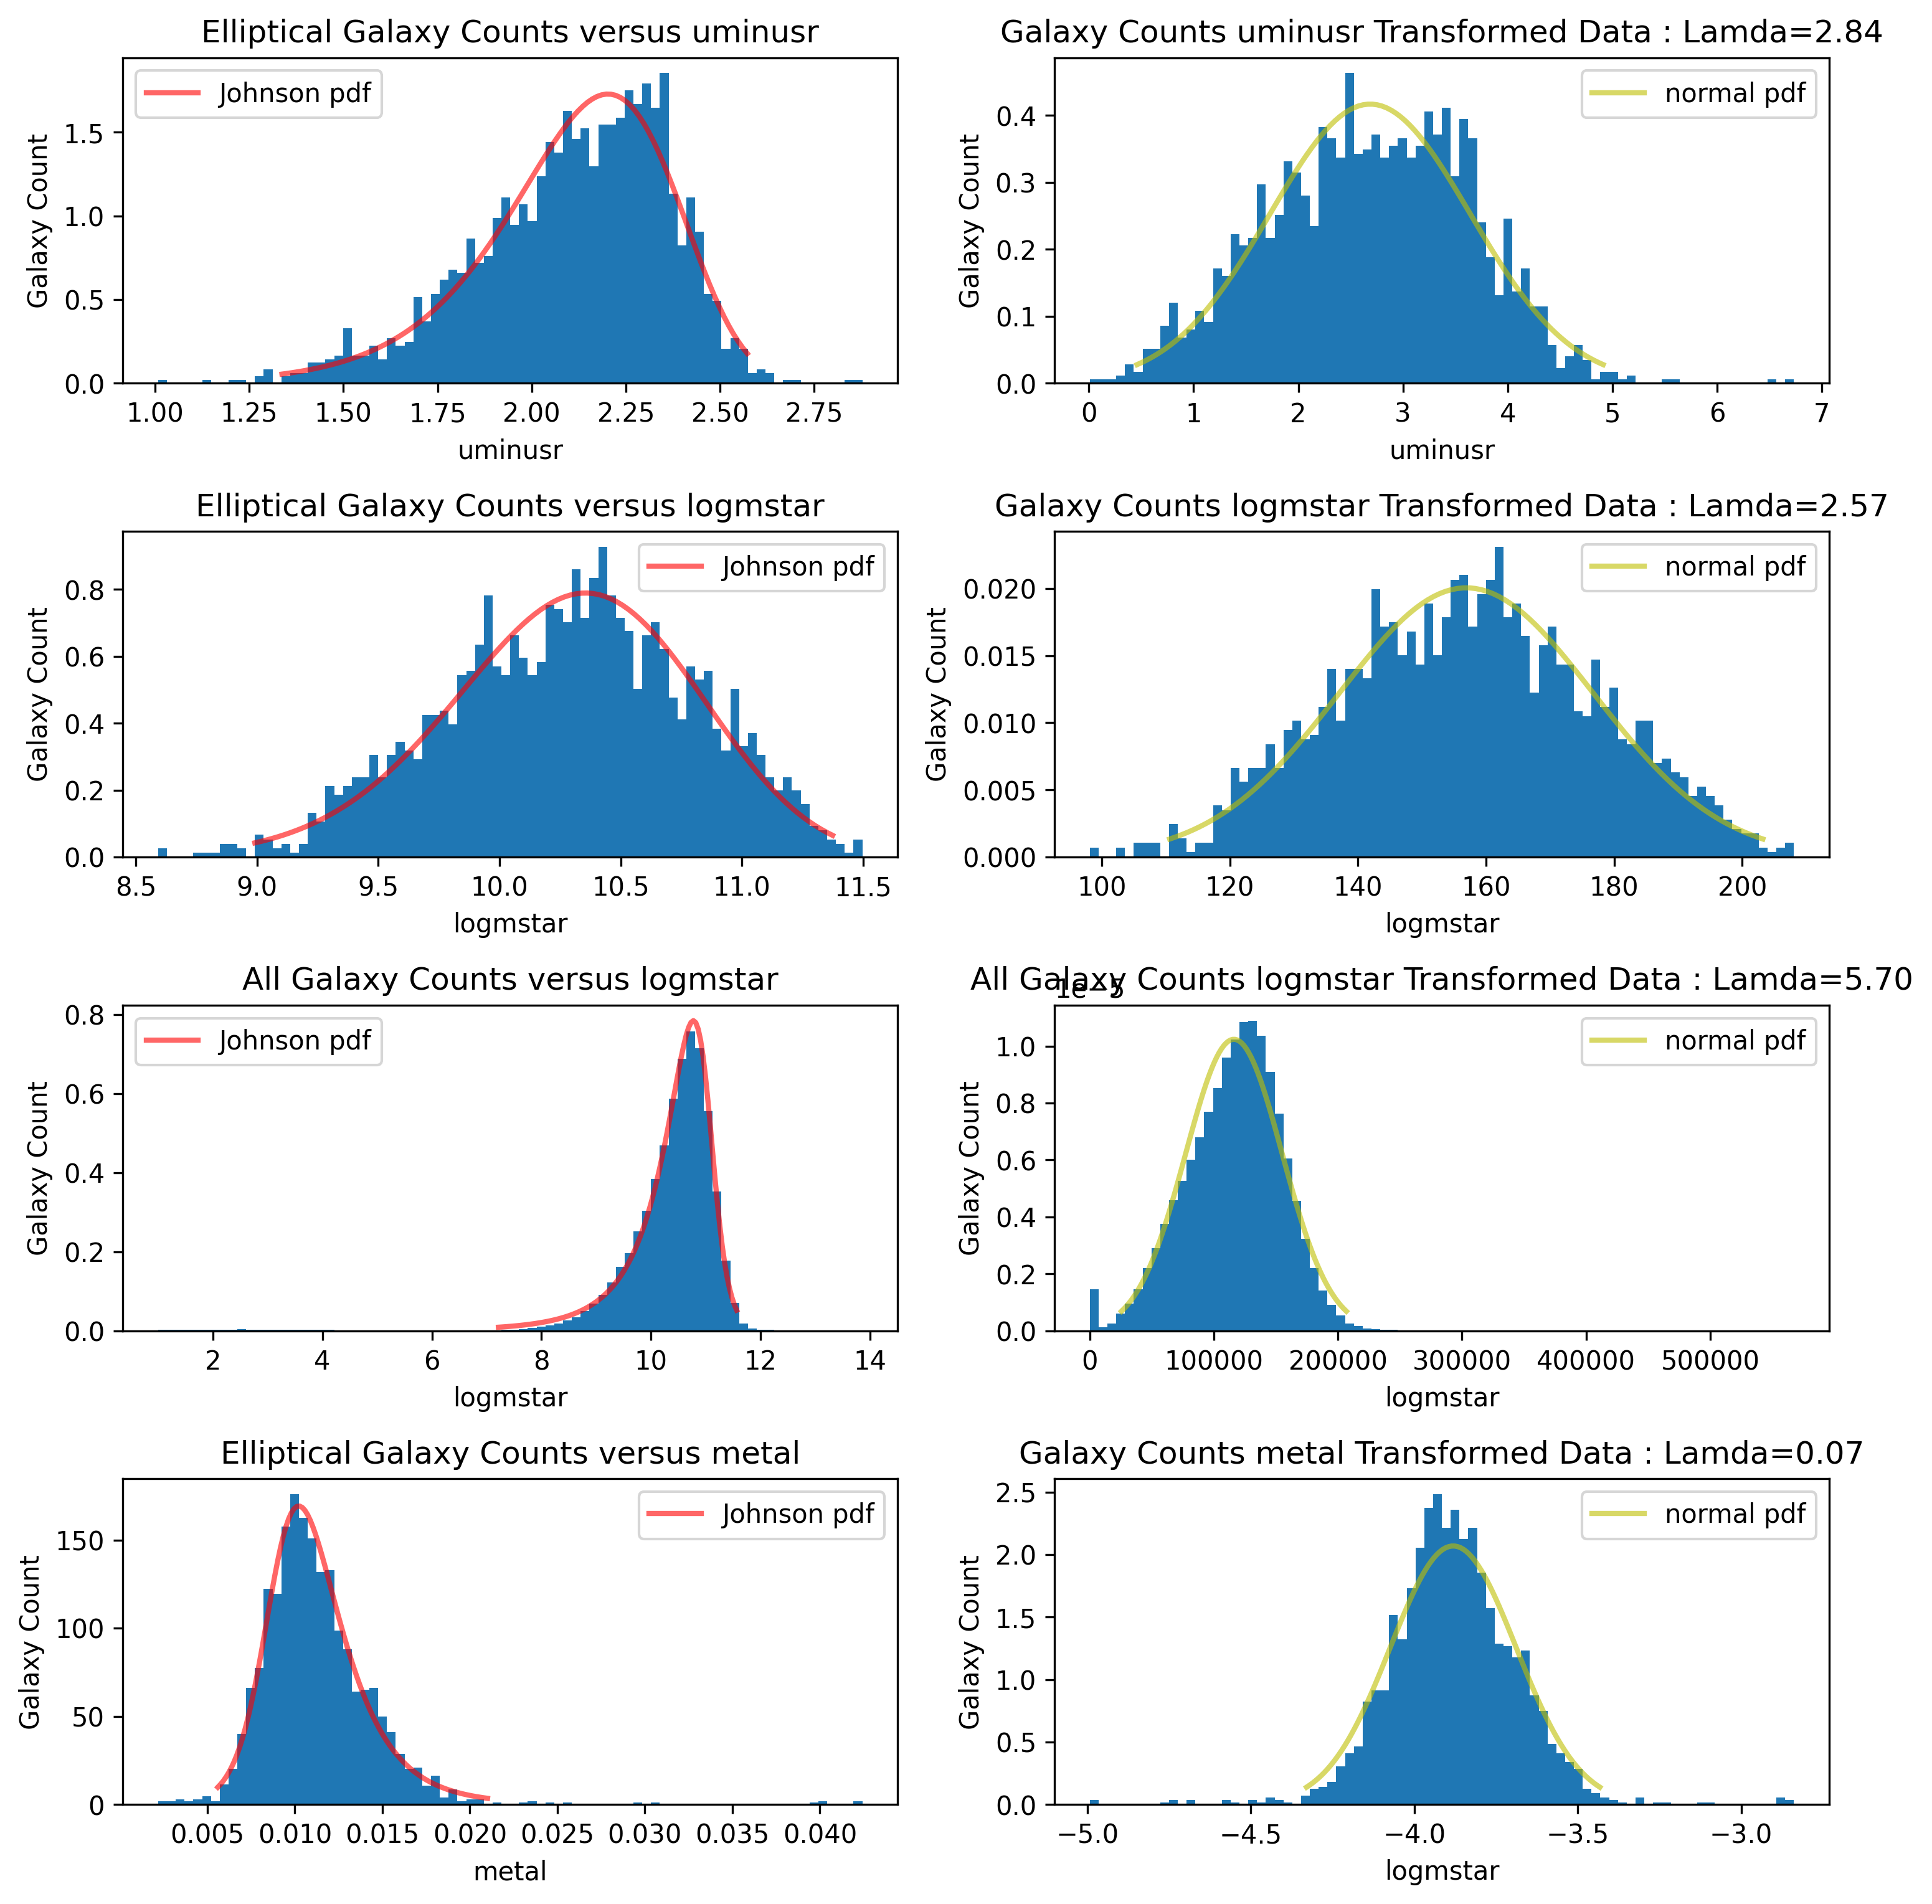 Elliptical Galaxy Counts versus uminusr
Johnson pdf
Galaxy Count
0.0
0.5
1.0
1.5
1.00 1.25 1.50 1.75 2.00 2.25 2.50 2.75
uminusr
Galaxy Counts uminusr Transformed Data : Lamda=2.84
normal pdf
Galaxy Count
0.4
0.3
0.2
0.1
0.0
0 1 2 3 4 5 6 7
uminusr
Elliptical Galaxy Counts versus logmstar
Johnson pdf
Galaxy Count
0.8
0.6
0.4
0.2
0.0
8.5 9.0 9.5 10.0 10.5 11.0 11.5
logmstar
Galaxy Counts logmstar Transformed Data : Lamda=2.57
normal pdf
Galaxy Count
0.020
0.015
0.010
0.005
0.000
100 120 140 160 180 200
logmstar
All Galaxy Counts versus logmstar
Johnson pdf
Galaxy Count
0.8
0.6
0.4
0.2
0.0
2 4 6 8 10 12 14
logmstar
All Galaxy Counts logmstar Transformed Data : Lamda=5.70
1e−5
normal pdf
Galaxy Count
1.0
0.8
0.6
0.4
0.2
0.0
0 100000 200000 300000 400000 500000
logmstar
Elliptical Galaxy Counts versus metal
Johnson pdf
Galaxy Count
150
100
50
0
0.005 0.010 0.015 0.020 0.025 0.030 0.035 0.040
metal
Galaxy Counts metal Transformed Data : Lamda=0.07
normal pdf
Galaxy Count
2.5
2.0
1.5
1.0
0.5
0.0
−5.0 −4.5 −4.0 −3.5 −3.0
logmstar